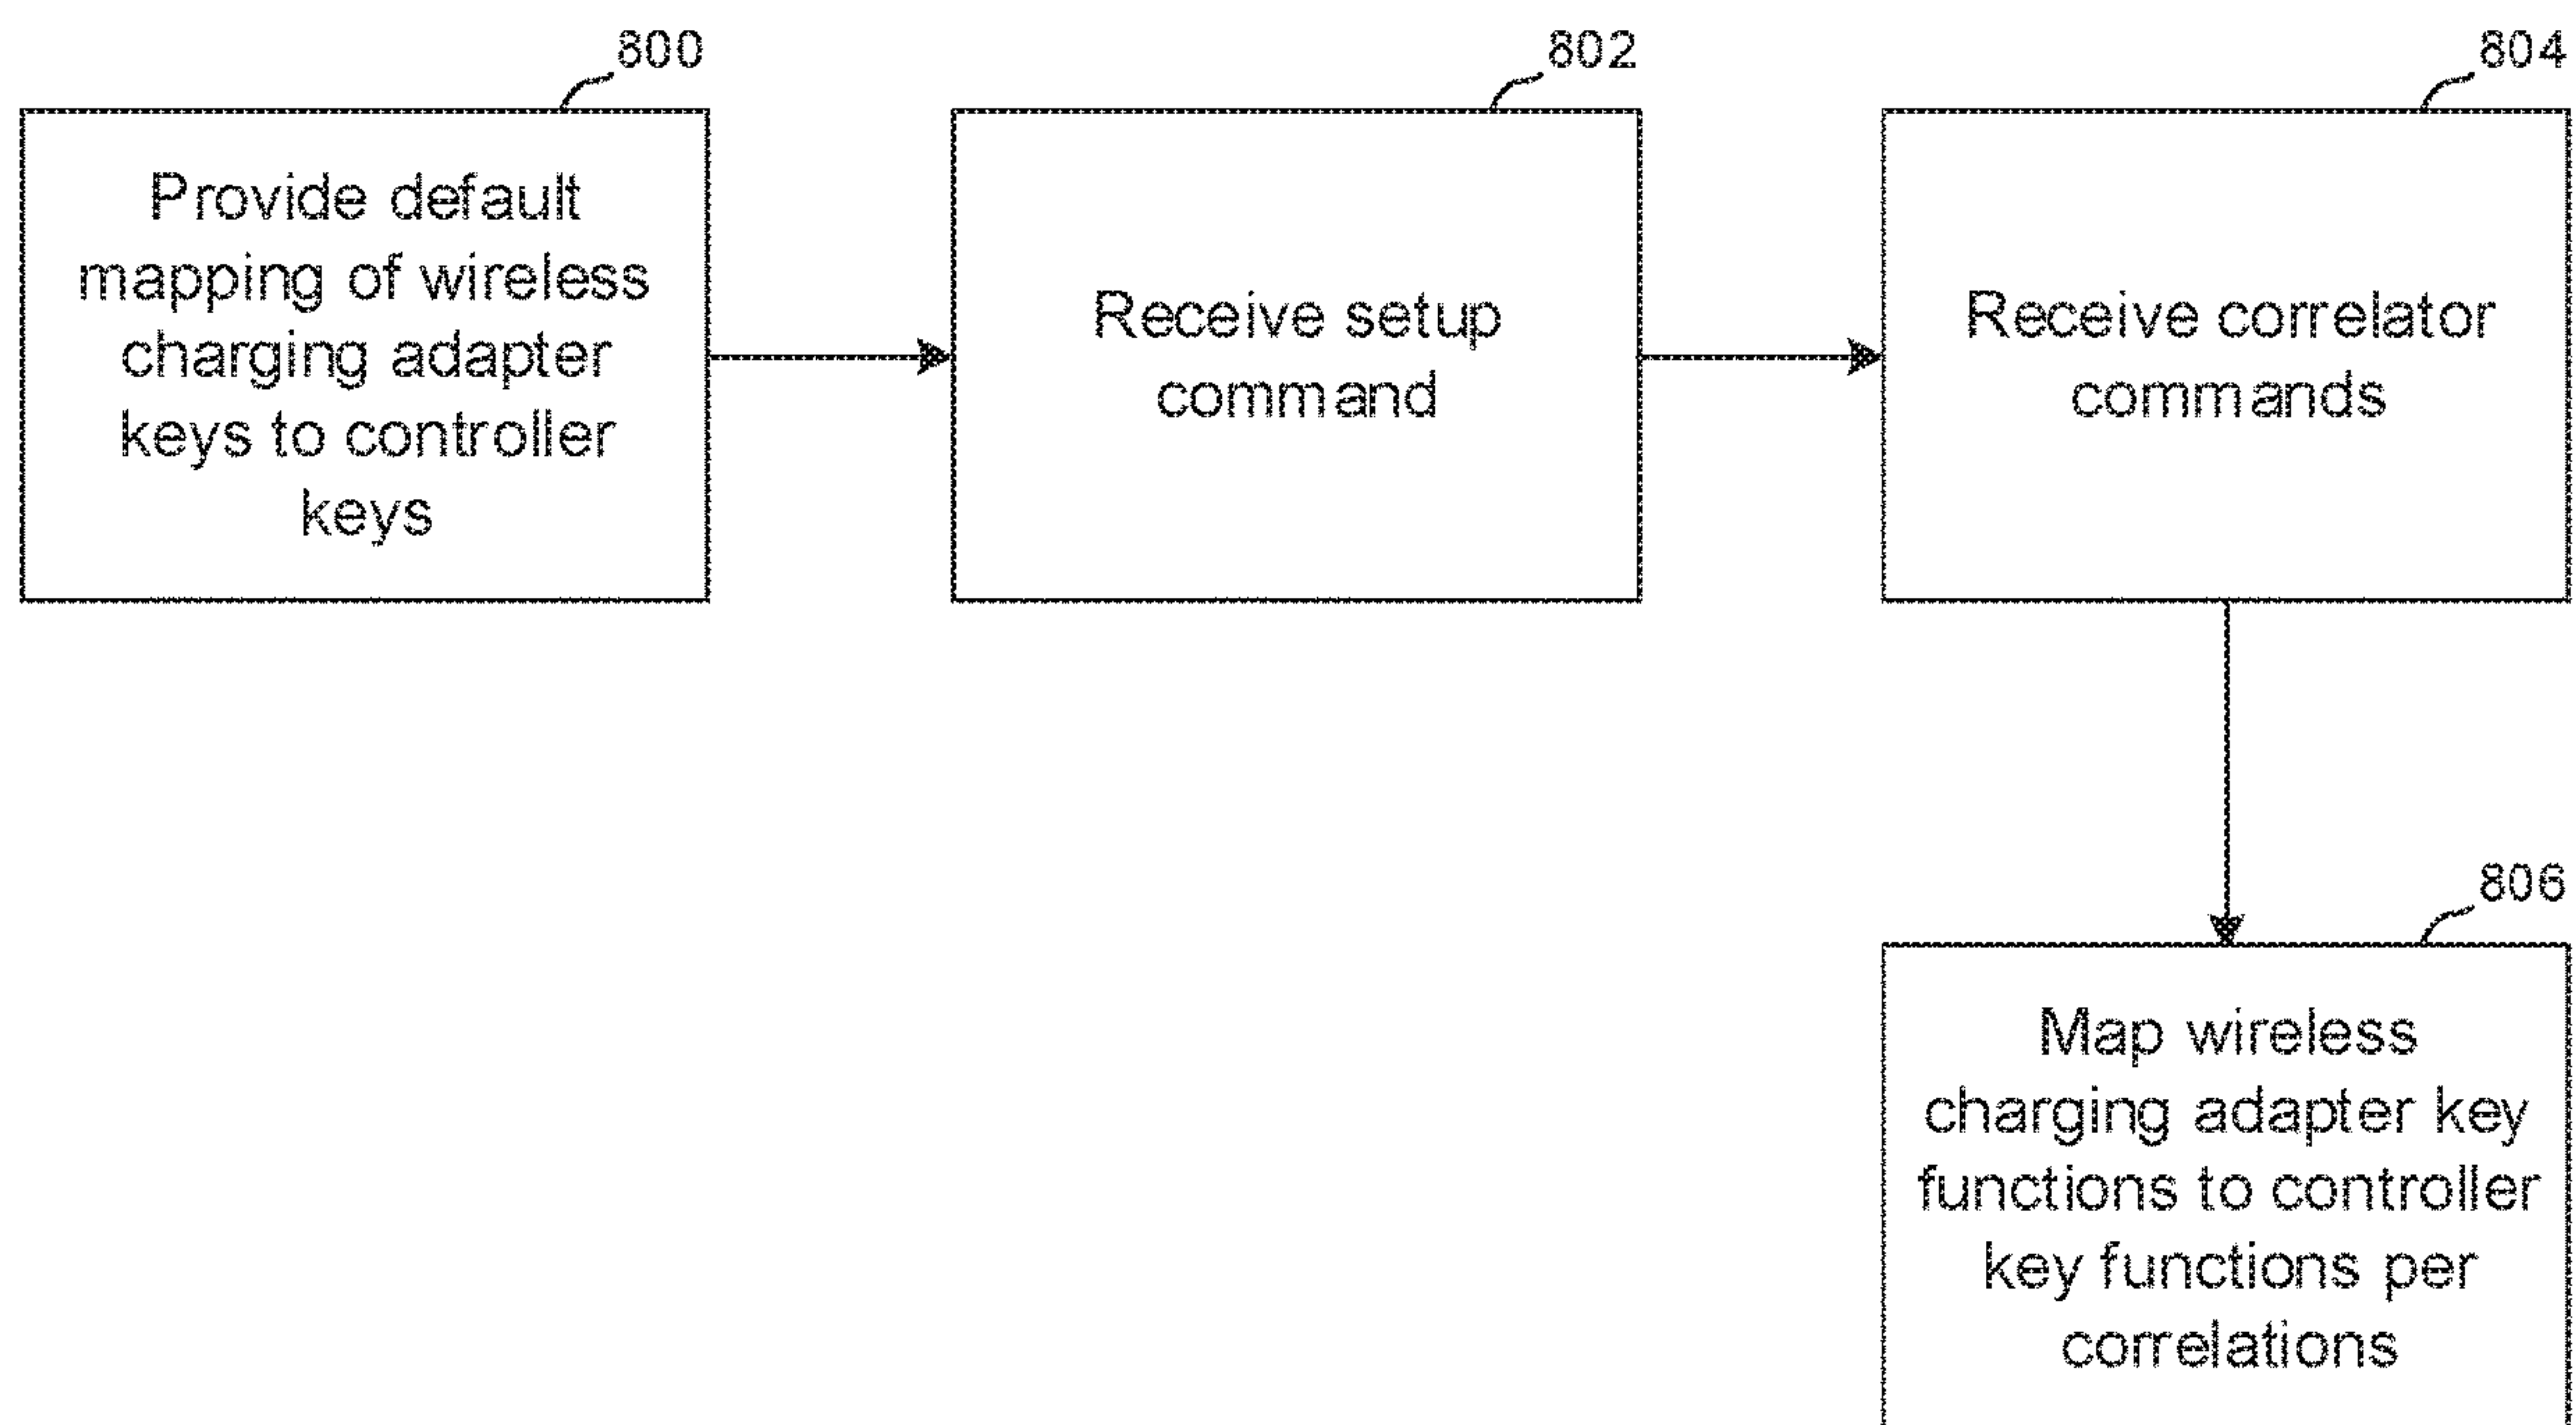 800
Provide default
mapping of wireless
charging adapter
keys to controller
keys
802
Receive setup
command
804
Receive correlator
commands
806
Map wireless
charging adapter key
functions to controller
key functions per
correlations